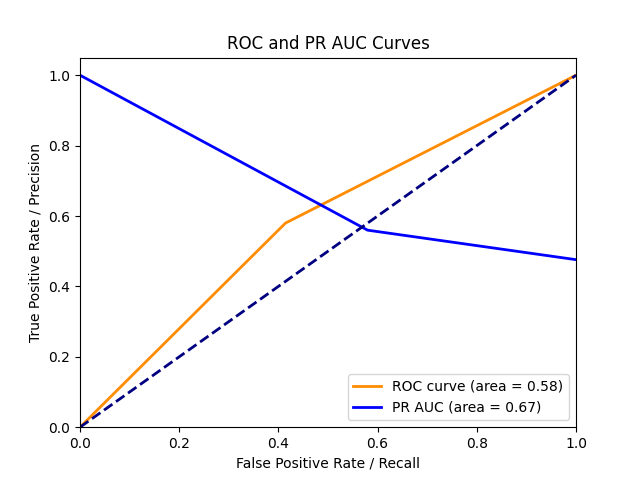 ROC and PR AUC Curves
True Positive Rate / Precision
1.0
0.8
0.6
0.4
0.2
0.0
ROC curve (area = 0.58)
PR AUC (area = 0.67)
0.0 0.2 0.4 0.6 0.8 1.0
False Positive Rate / Recall